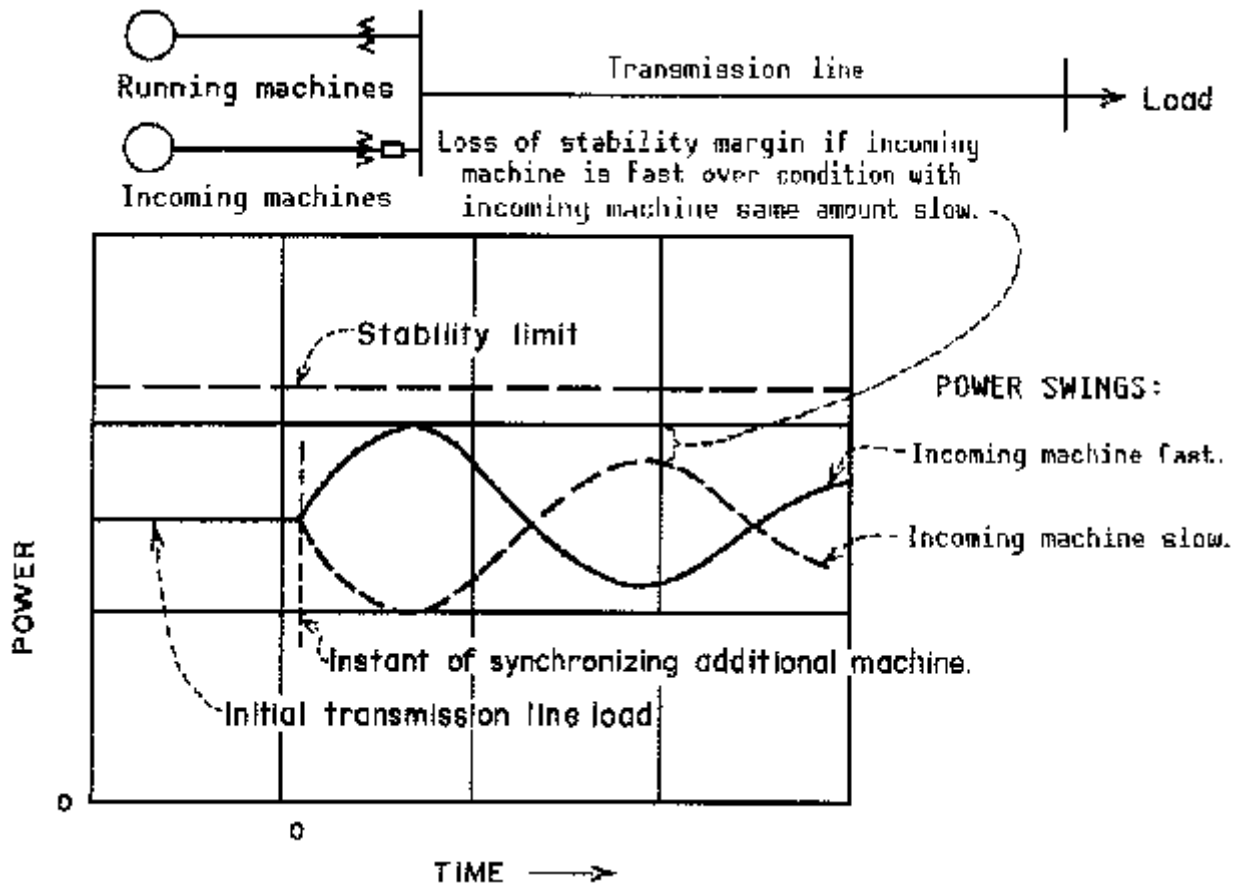 Running machines
Transmission line
Load
Incoming machines
Loss of stability margin if incoming
machine is fast over condition with
incoming machine same amount slow.
Stability limit
POWER SWINGS:
Incoming machine fast.
Incoming machine slow.
POWER
Instant of synchronizing additional machine.
Initial transmission line load
0
0
TIME